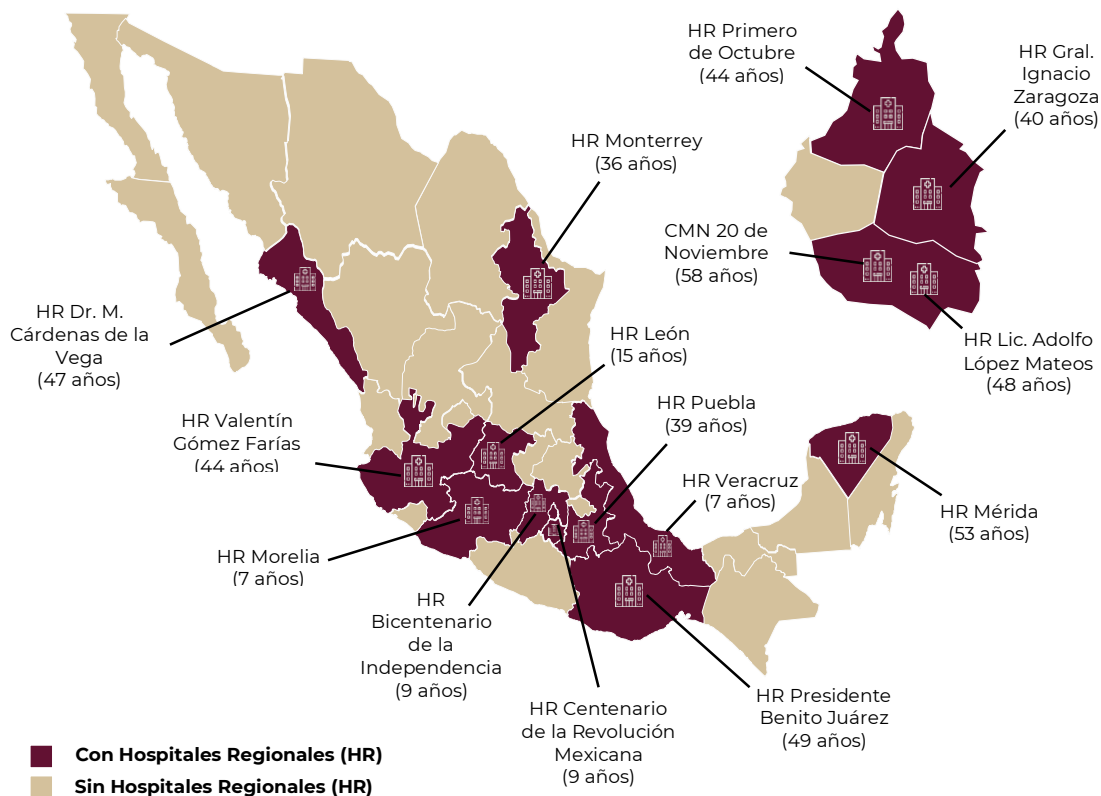 HR Primero
de Octubre
(44 años)
HR Gral.
Ignacio
Zaragoza
(40 años)
HR Monterrey
(36 años)
CMN 20 de
Noviembre
(58 años)
HR Dr. M.
Cárdenas de la
Vega
(47 años)
HR León
(15 años)
HR Lic. Adolfo
López Mateos
(48 años)
HR Valentín
Gómez Farías
(44 años)
HR Puebla
(39 años)
HR Veracruz
(7 años)
HR Mérida
(53 años)
HR Morelia
(7 años)
HR
Bicentenario
de la
Independencia
(9 años)
HR Centenario
de la Revolución
Mexicana
(9 años)
HR Presidente
Benito Juárez
(49 años)
Con Hospitales Regionales (HR)
Sin Hospitales Regionales (HR)